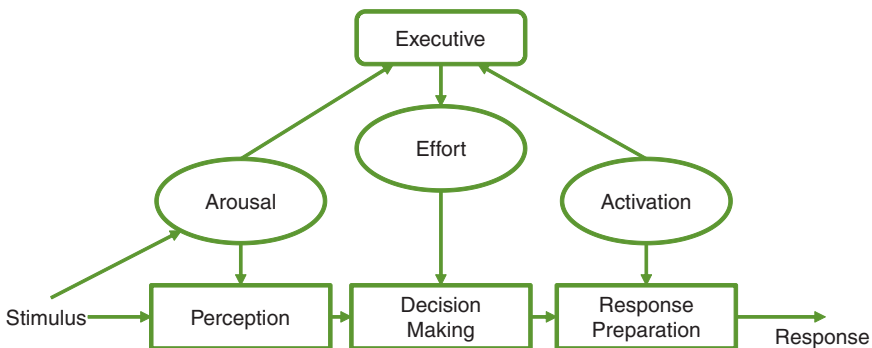 Executive
Effort
Arousal
Activation
Stimulus
Perception
Decision
Making
Response
Preparation
Response